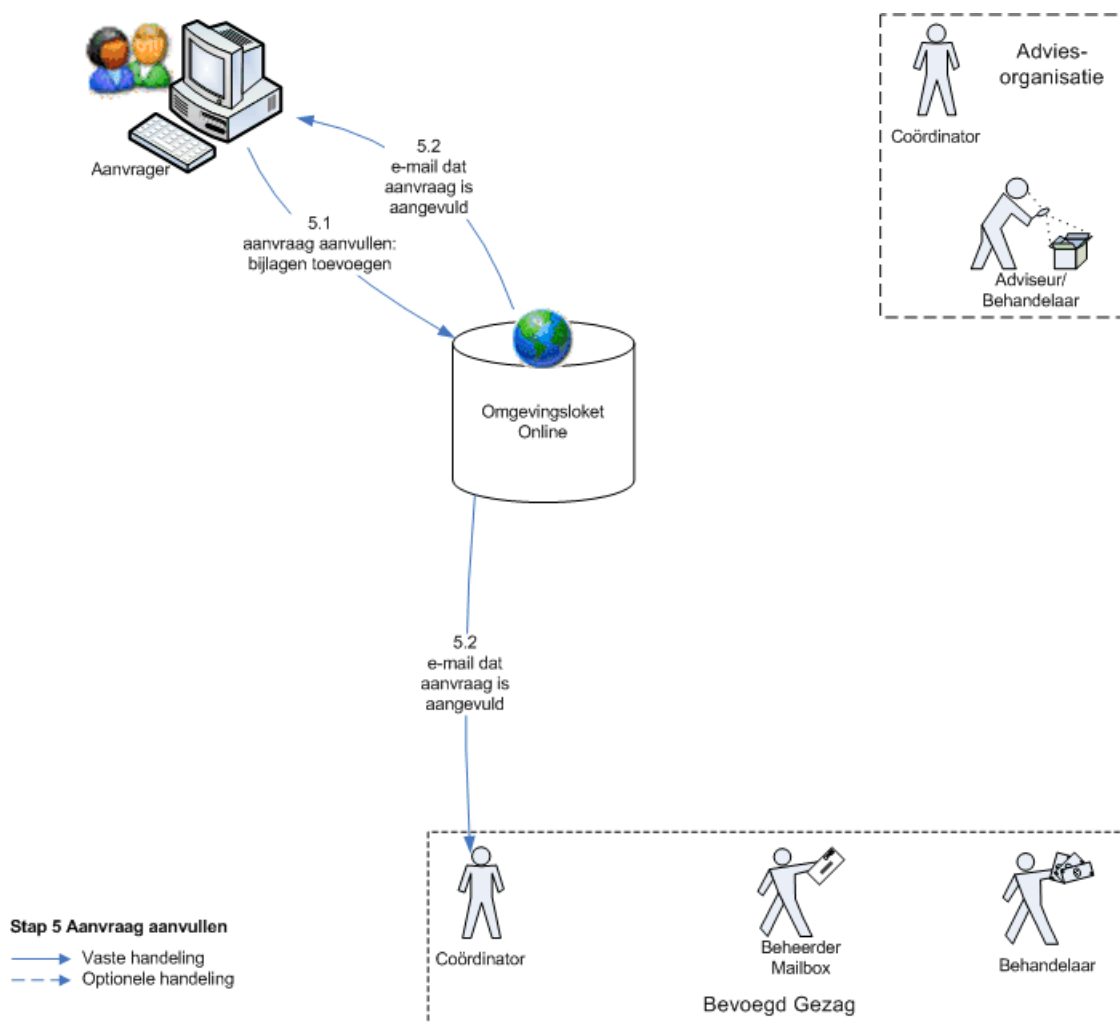 Advies-
organisatie
Coördinator
Adviseur/
Behandelaar
Aanvrager
5.2
e-mail dat
aanvraag is
aangevuld
5.1
aanvraag aanvullen:
bijlagen toevoegen
Omgevingsloket
Online
5.2
e-mail dat
aanvraag is
aangevuld
Coördinator
Beheerder
Mailbox
Behandelaar
Bevoegd Gezag
Stap 5 Aanvraag aanvullen
Vaste handeling
Optionele handeling